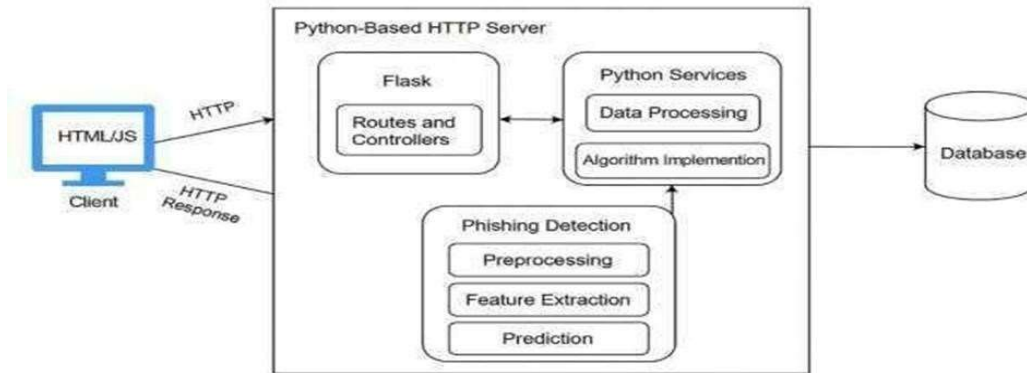 Python-Based HTTP Server
Flask
Routes and
Controllers
Python Services
Data Processing
Algorithm Implemention
HTML/JS
Client
HTTP
HTTP
Response
Phishing Detection
Preprocessing
Feature Extraction
Prediction
Database